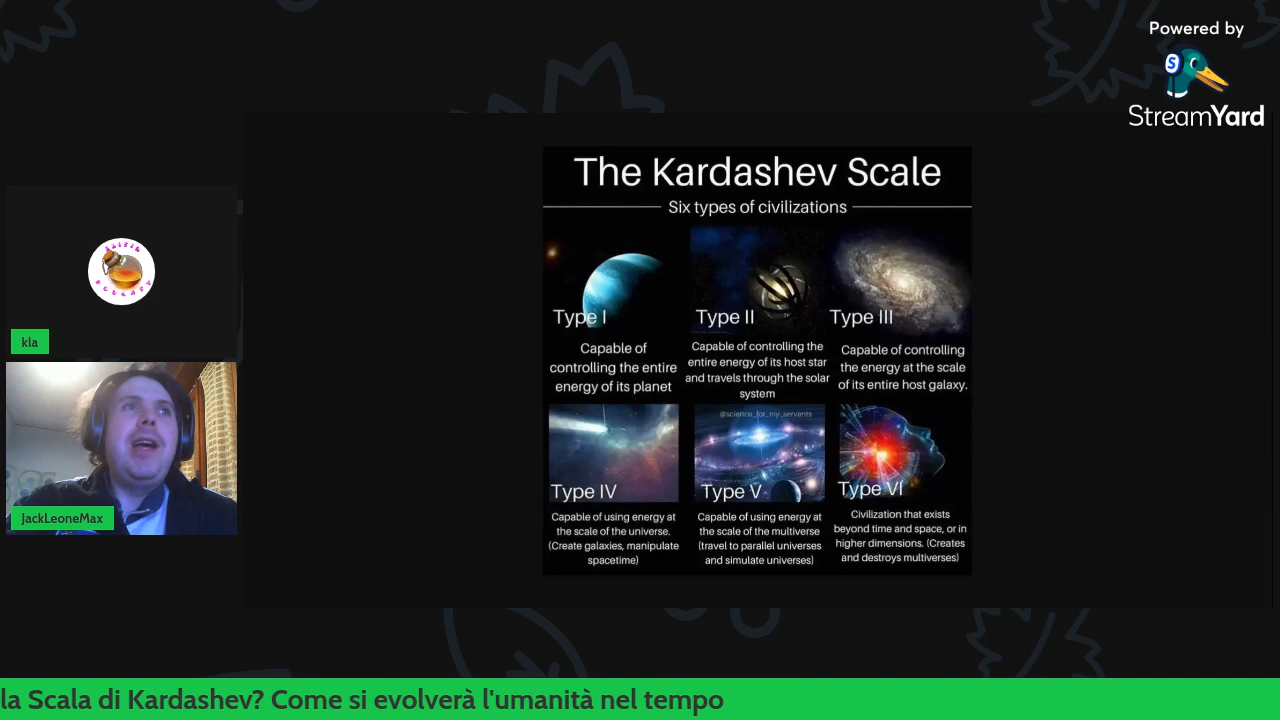 Powered by
StreamYard
The Kardashev Scale
Six types of civilizations
Type I
Capable of
controlling the entire
energy of its planet
Type II
Capable of controlling the
entire energy of its host star
and travels through the solar
system
Type III
Capable of controlling
the energy at the scale
of its entire host galaxy.
Type IV
Capable of using energy at
the scale of the universe.
(Create galaxies, manipulate
spacetime)
@science_for_my_servants
Type V
Capable of using energy at
the scale of the multiverse
(travel to parallel universes
and simulate universes)
Type VI
Civilization that exists
beyond time and space, or in
higher dimensions. (Creates
and destroys multiverses)
kla
JackLeoneMax
la Scala di Kardashev? Come si evolverà l'umanità nel tempo